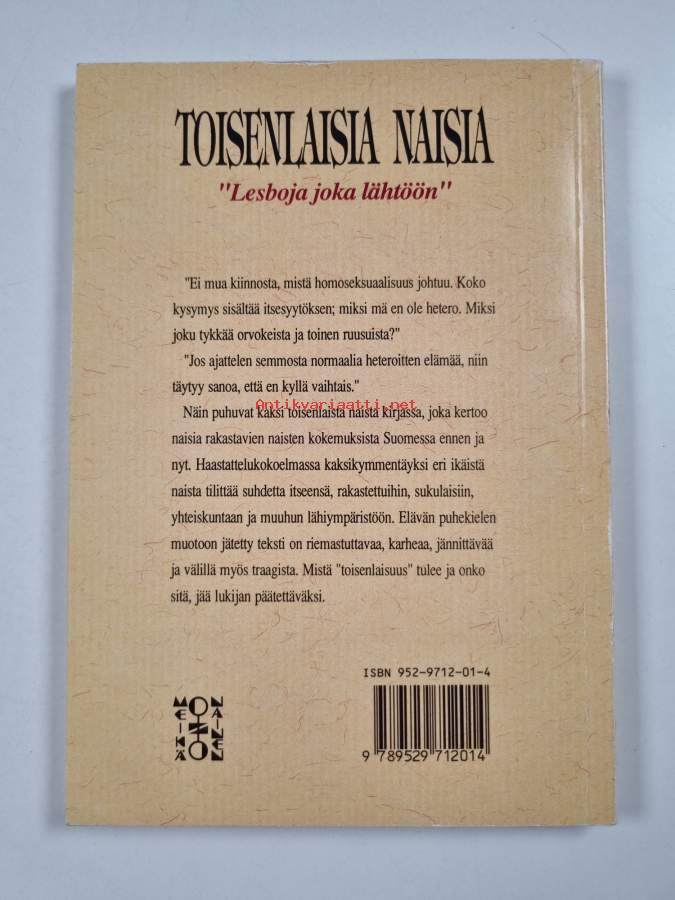 TOISENLAISIA NAISIA
"Lesboja joka lähtöön"
"Ei mua kiinnosta, mistä homoseksuaalisuus johtuu. Koko
kysymys sisältää itsesyytöksen; miksi mä en ole hetero. Miksi
joku tykkää orvokeista ja toinen ruusuista?"
"Jos ajattelen semmosta normaalia heteroitten elämää, niin
täytyy sanoa, että en kyllä vaihtais."
Antikvariaatti.net
Näin puhuvat kaksi toisenlaista naista kirjassa, joka kertoo
naisia rakastavien naisten kokemuksista Suomessa ennen ja
nyt. Haastattelukokoelmassa kaksikymmentäyksi eri ikäistä
naista tilittää suhdetta itseensä, rakastettuihin, sukulaisiin,
yhteiskuntaan ja muuhun lähiympäristöön. Elävän puhekielen
muotoon jätetty teksti on riemastuttavaa, karheaa, jännittävää
ja välillä myös traagista. Mistä "toisenlaisuus" tulee ja onko
sitä, jää lukijan päätettäväksi.
ISBN 952-9712-01-4
9 789529 712014
MEIKÄ
NAINEN